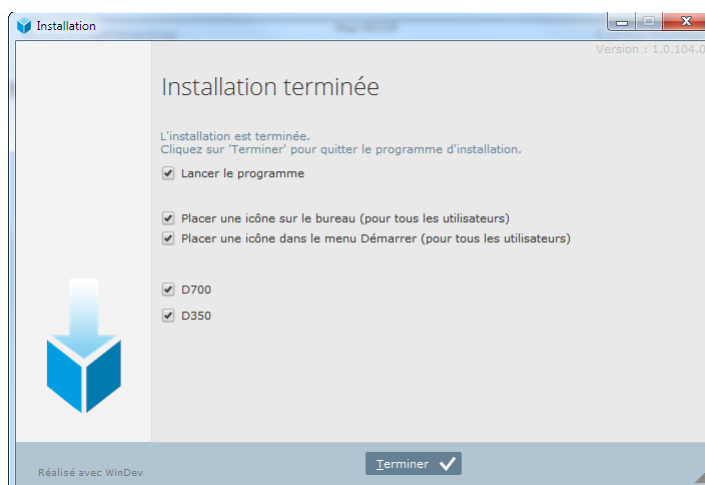 Installation
Version : 1.0.104.0
Installation terminée
L'installation est terminée.
Cliquez sur 'Terminer' pour quitter le programme d'installation.
Lancer le programme
Placer une icône sur le bureau (pour tous les utilisateurs)
Placer une icône dans le menu Démarrer (pour tous les utilisateurs)
D700
D350
Terminer
Réalisé avec WinDev